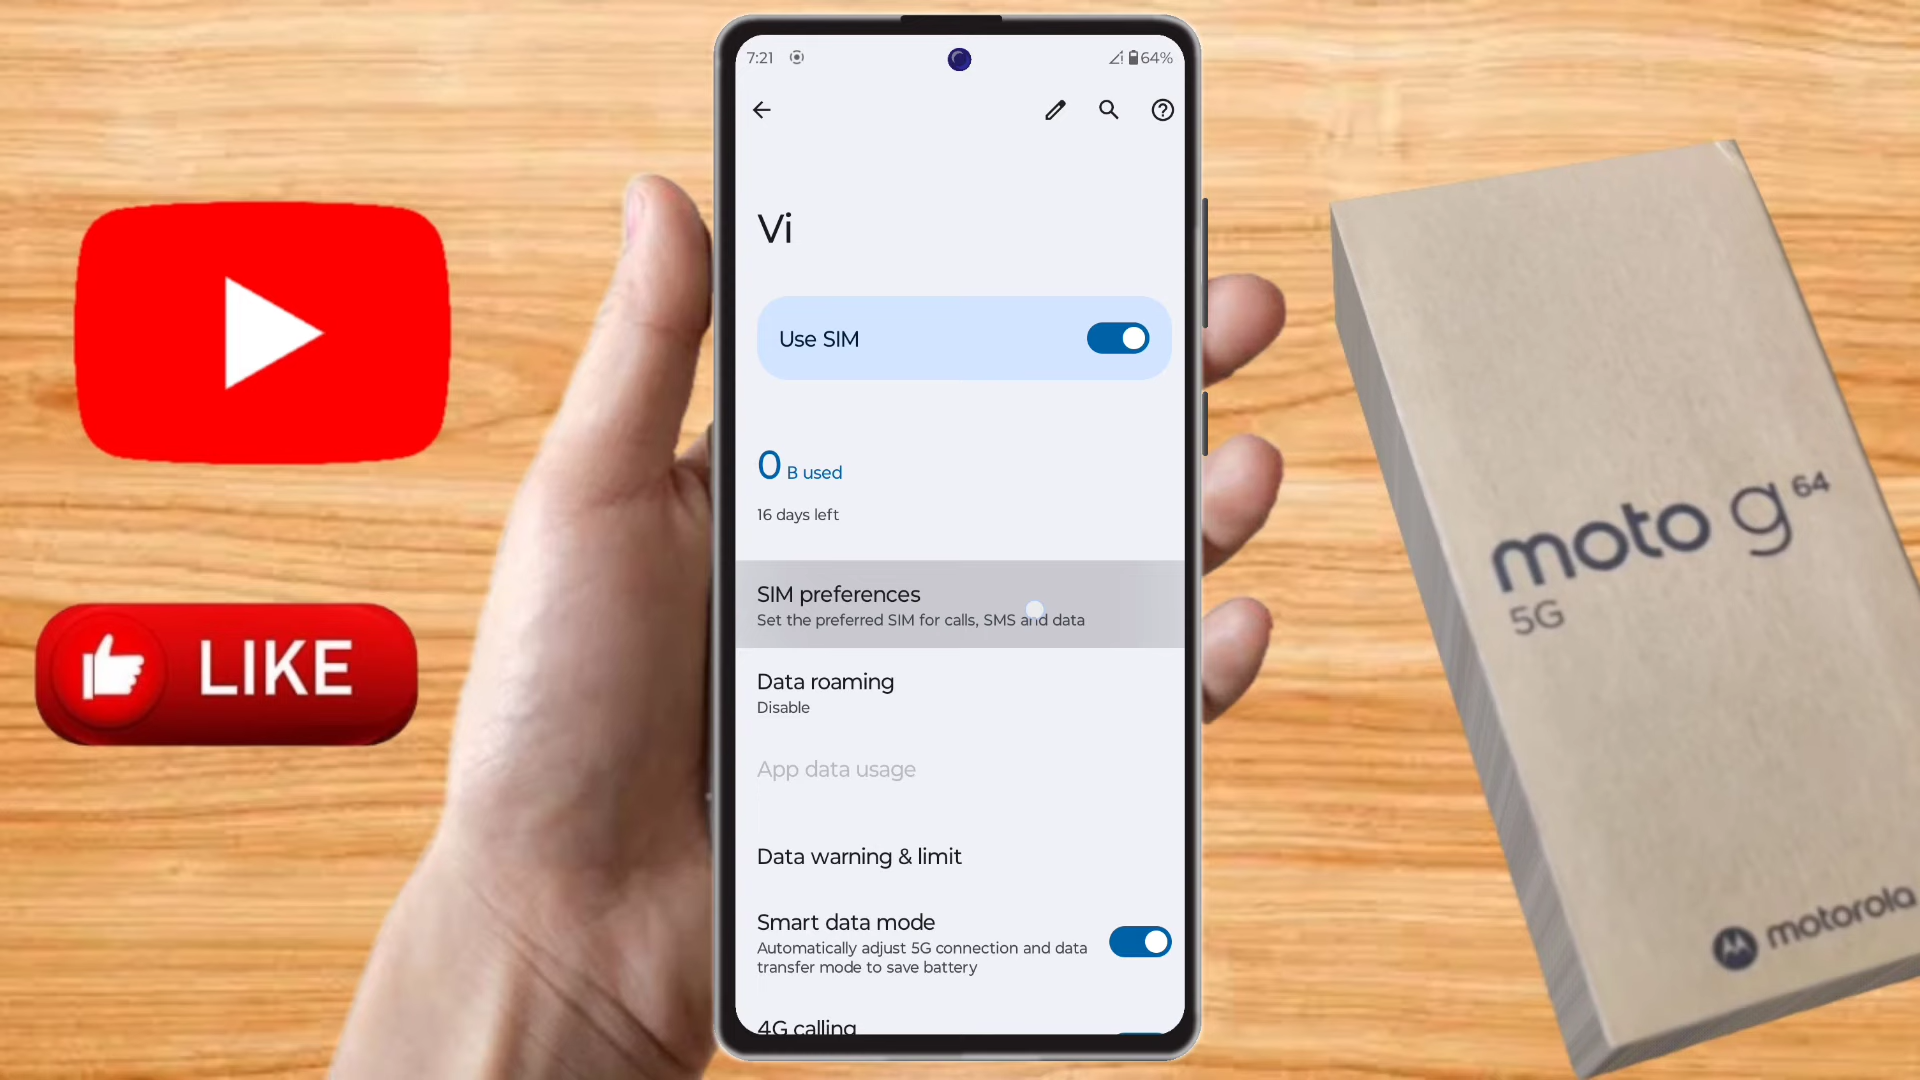 7:21
64%
Vi
Use SIM
0 B used
16 days left
SIM preferences
Set the preferred SIM for calls, SMS and data
Data roaming
Disable
App data usage
Data warning & limit
Smart data mode
Automatically adjust 5G connection and data
transfer mode to save battery
4G calling
LIKE
moto g 64
5G
motorola